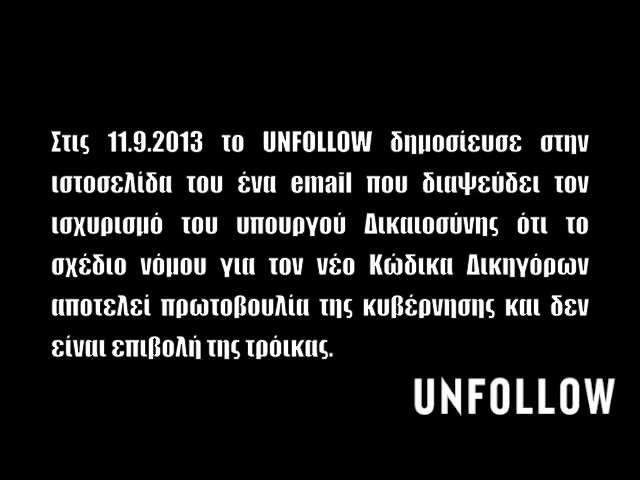 Στις 11.9.2013 το UNFOLLOW δημοσίευσε στην
ιστοσελίδα του ένα email που διαψεύδει τον
ισχυρισμό του υπουργού Δικαιοσύνης ότι το
σχέδιο νόμου για τον νέο Κώδικα Δικηγόρων
αποτελεί πρωτοβουλία της κυβέρνησης και δεν
είναι επιβολή της τρόικας.
UNFOLLOW